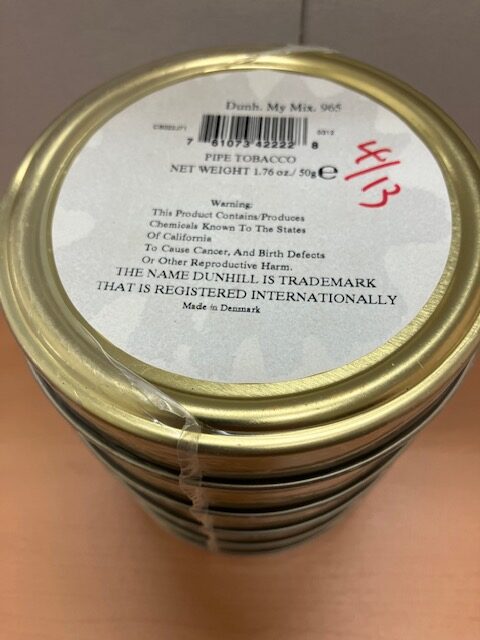 Dunh. My Mix. 965
0312
7 61073 42222 8
PIPE TOBACCO
NET WEIGHT 1.76 oz./ 50g e
4/13
Warning:
This Product Contains/Produces
Chemicals Known To The States
Of California
To Cause Cancer, And Birth Defects
Or Other Reproductive Harm.
THE NAME DUNHILL IS TRADEMARK
THAT IS REGISTERED INTERNATIONALLY
Made in Denmark